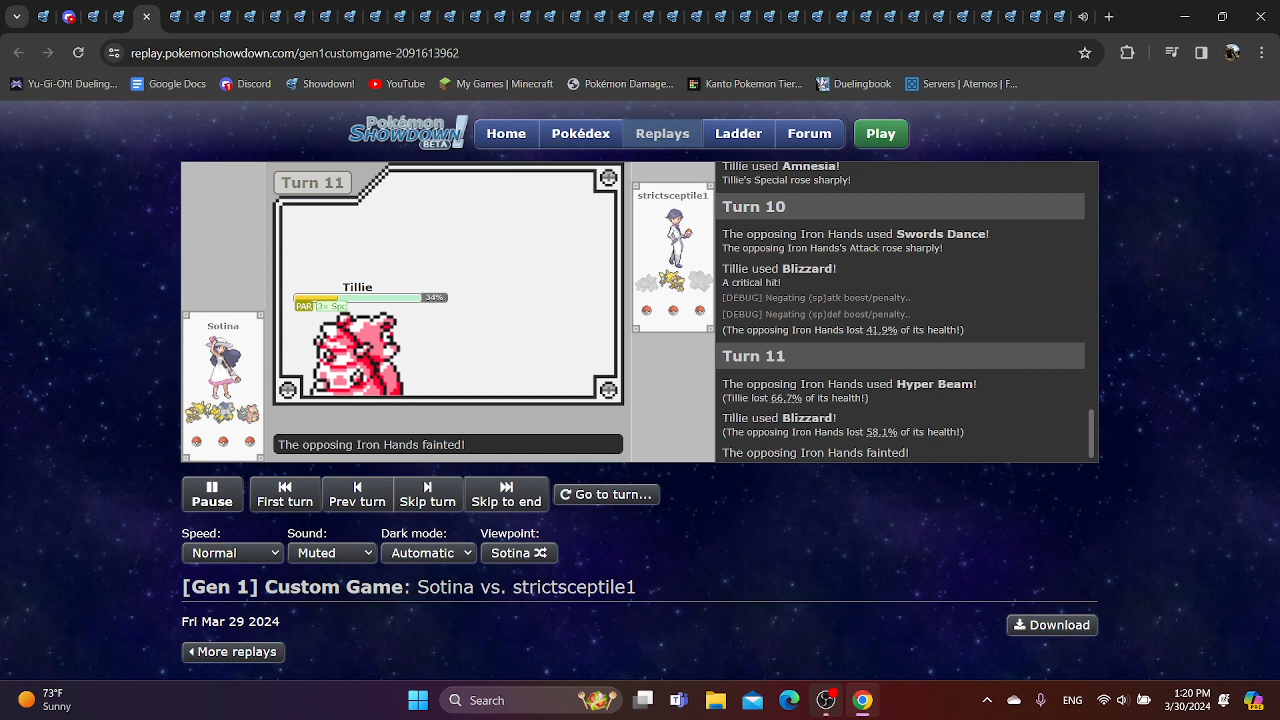 replay.pokemonshowdown.com/gen1customgame-2091613962
Yu-Gi-Oh! Dueling...
Google Docs
Discord
Showdown!
YouTube
My Games | Minecraft
Pokémon Damage...
Kanto Pokemon Tier...
Duelingbook
Servers | Aternos | F...
Pokémon
SHOWDOWN!
BETA
Home
Pokédex
Replays
Ladder
Forum
Play
Turn 11
Tillie
34%
PAR 3x Spc
Sotina
The opposing Iron Hands fainted!
strictsceptile1
Tillie used Amnesia!
Tillie's Special rose sharply!
Turn 10
The opposing Iron Hands used Swords Dance!
The opposing Iron Hands's Attack rose sharply!
Tillie used Blizzard!
A critical hit!
[DEBUG] Negating (sp)atk boost/penalty..
[DEBUG] Negating (sp)def boost/penalty..
(The opposing Iron Hands lost 41.9% of its health!)
Turn 11
The opposing Iron Hands used Hyper Beam!
(Tillie lost 66.7% of its health!)
Tillie used Blizzard!
(The opposing Iron Hands lost 58.1% of its health!)
The opposing Iron Hands fainted!
Pause
First turn
Prev turn
Skip turn
Skip to end
Go to turn...
Speed:
Sound:
Dark mode:
Viewpoint:
Normal
Muted
Automatic
Sotina
[Gen 1] Custom Game: Sotina vs. strictsceptile1
Fri Mar 29 2024
Download
More replays
73°F
Sunny
Search
ENG
1:20 PM
3/30/2024
PRE